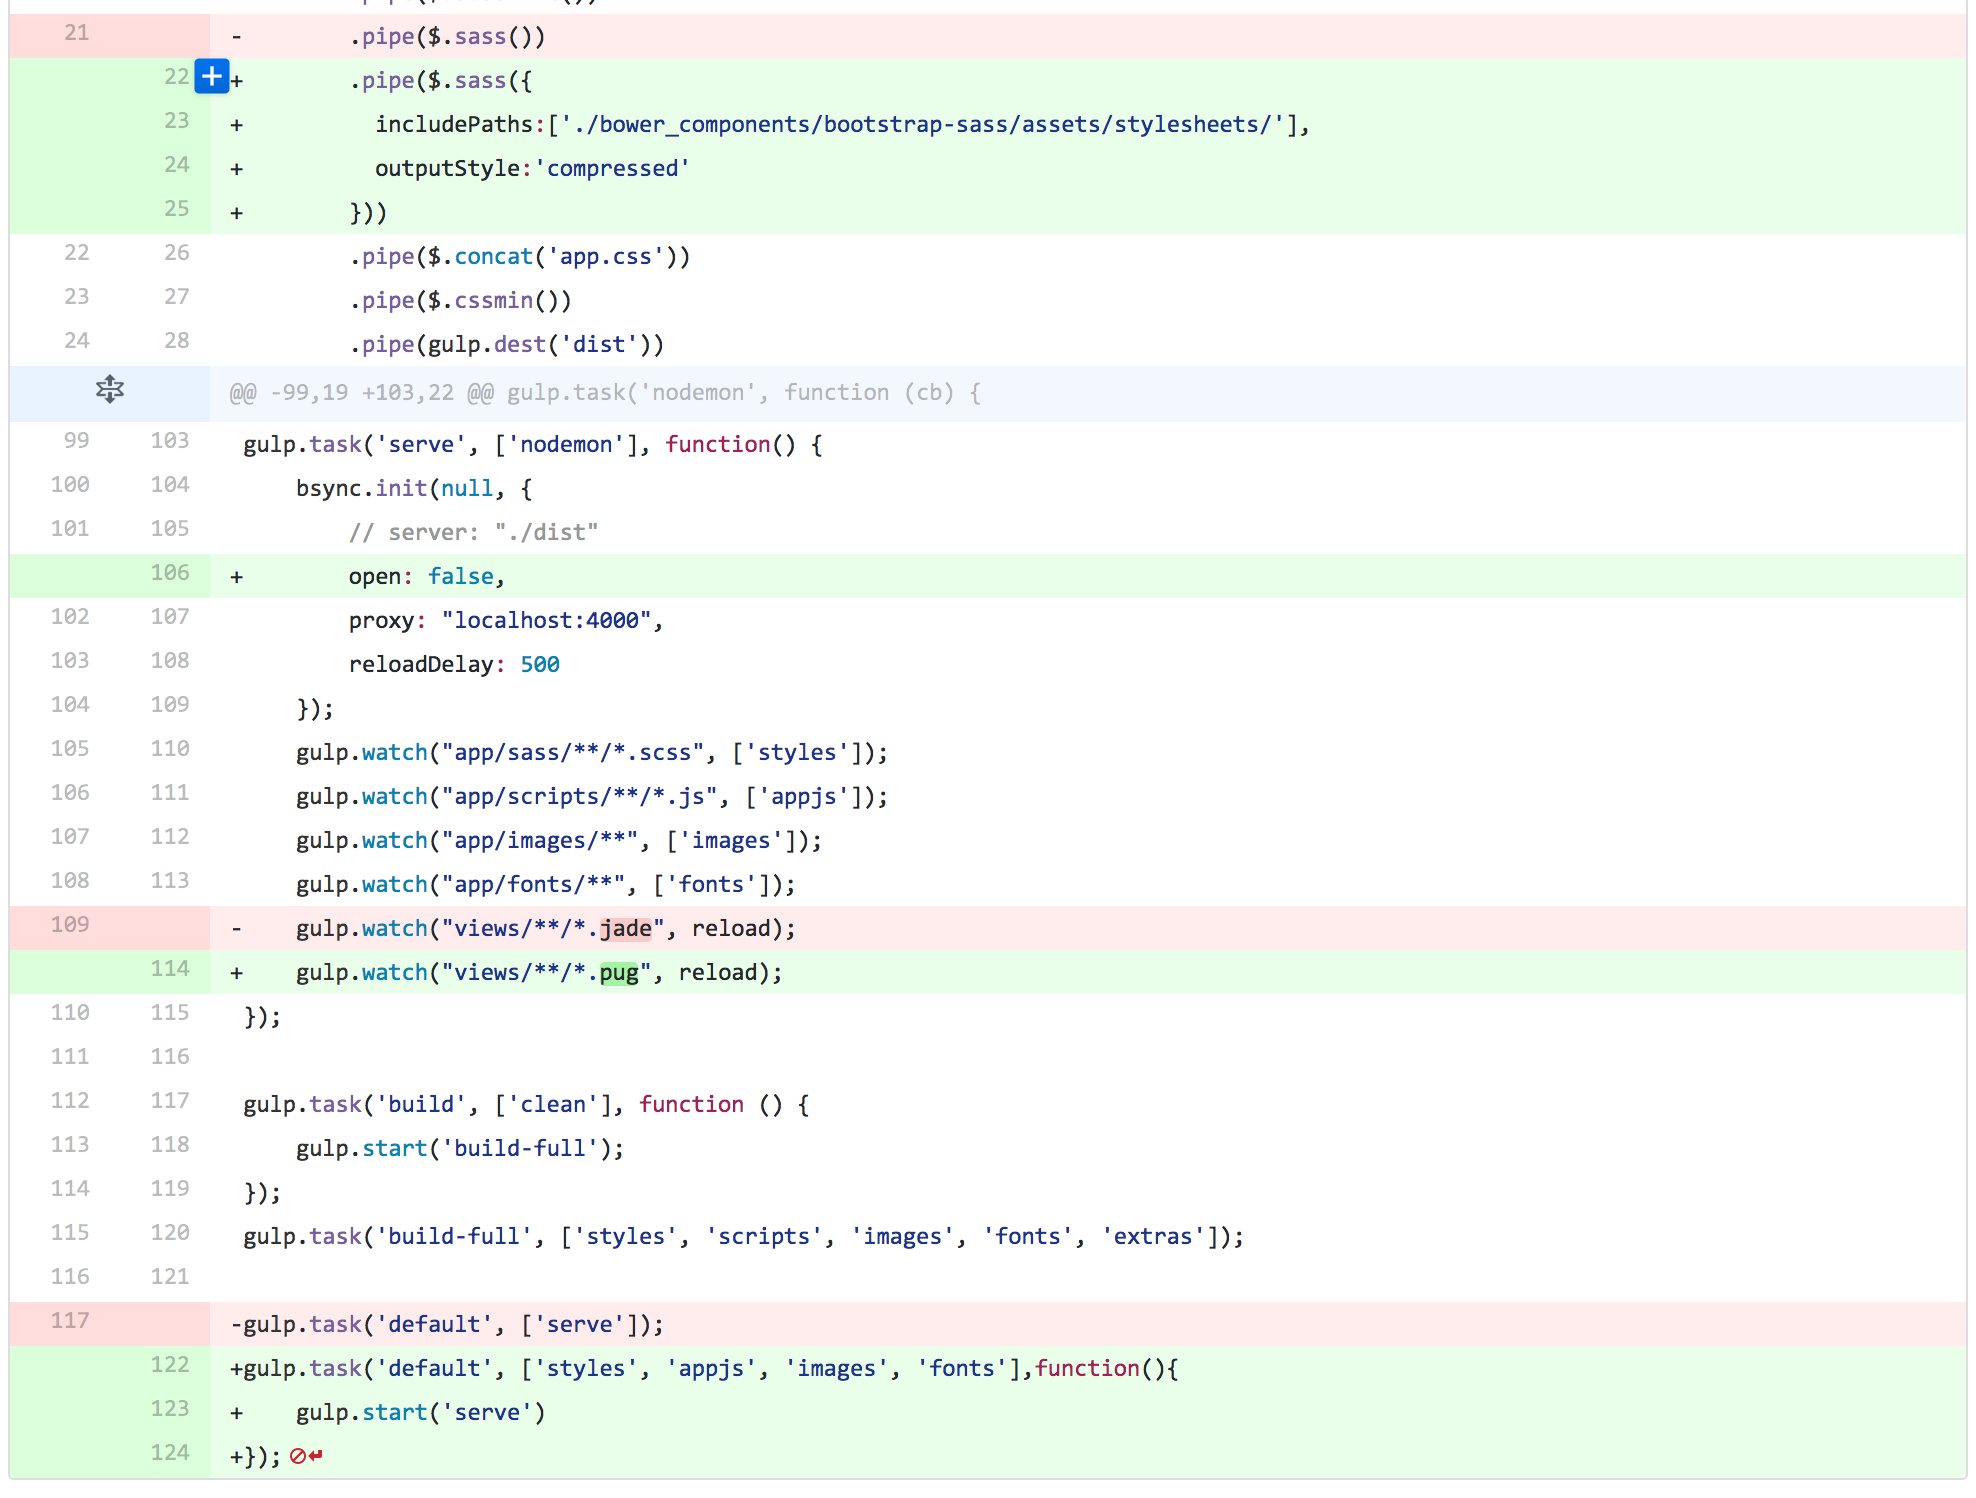 21 - .pipe($.sass())
22 + .pipe($.sass({
23 + includePaths:['./bower_components/bootstrap-sass/assets/stylesheets/'],
24 + outputStyle:'compressed'
25 + }))
22 26 .pipe($.concat('app.css'))
23 27 .pipe($.cssmin())
24 28 .pipe(gulp.dest('dist'))
@@ -99,19 +103,22 @@ gulp.task('nodemon', function (cb) {
99 103 gulp.task('serve', ['nodemon'], function() {
100 104 bsync.init(null, {
101 105 // server: "./dist"
106 + open: false,
102 107 proxy: "localhost:4000",
103 108 reloadDelay: 500
104 109 });
105 110 gulp.watch("app/sass/**/*.scss", ['styles']);
106 111 gulp.watch("app/scripts/**/*.js", ['appjs']);
107 112 gulp.watch("app/images/**", ['images']);
108 113 gulp.watch("app/fonts/**", ['fonts']);
109 - gulp.watch("views/**/*.jade", reload);
114 + gulp.watch("views/**/*.pug", reload);
110 115 });
111 116
112 117 gulp.task('build', ['clean'], function () {
113 118 gulp.start('build-full');
114 119 });
115 120 gulp.task('build-full', ['styles', 'scripts', 'images', 'fonts', 'extras']);
116 121
117 -gulp.task('default', ['serve']);
122 +gulp.task('default', ['styles', 'appjs', 'images', 'fonts'],function(){
123 + gulp.start('serve')
124 +});